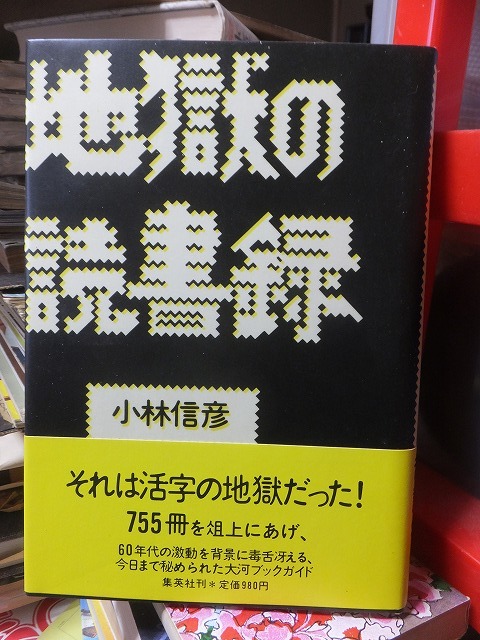 地獄の
読書録
小林信彦
それは活字の地獄だった!
755冊を俎上にあげ、
60年代の激動を背景に毒舌冴える、
今日まで秘められた大河ブックガイド
集英社刊＊定価980円